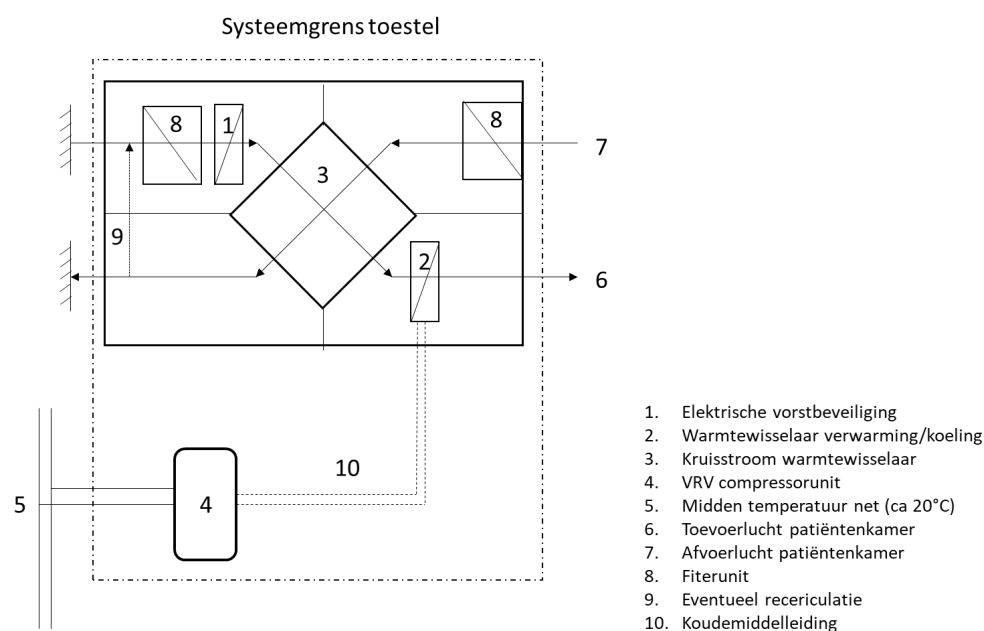 Systeemgrens toestel
8
1
8
3
7
9
2
6
10
5
4
1. Elektrische vorstbeveiliging
2. Warmtewisselaar verwarming/koeling
3. Kruisstroom warmtewisselaar
4. VRV compressorunit
5. Midden temperatuur net (ca 20°C)
6. Toevoerlucht patiëntenkamer
7. Afvoerlucht patiëntenkamer
8. Fiterunit
9. Eventueel recericulatie
10. Koudemiddelleiding